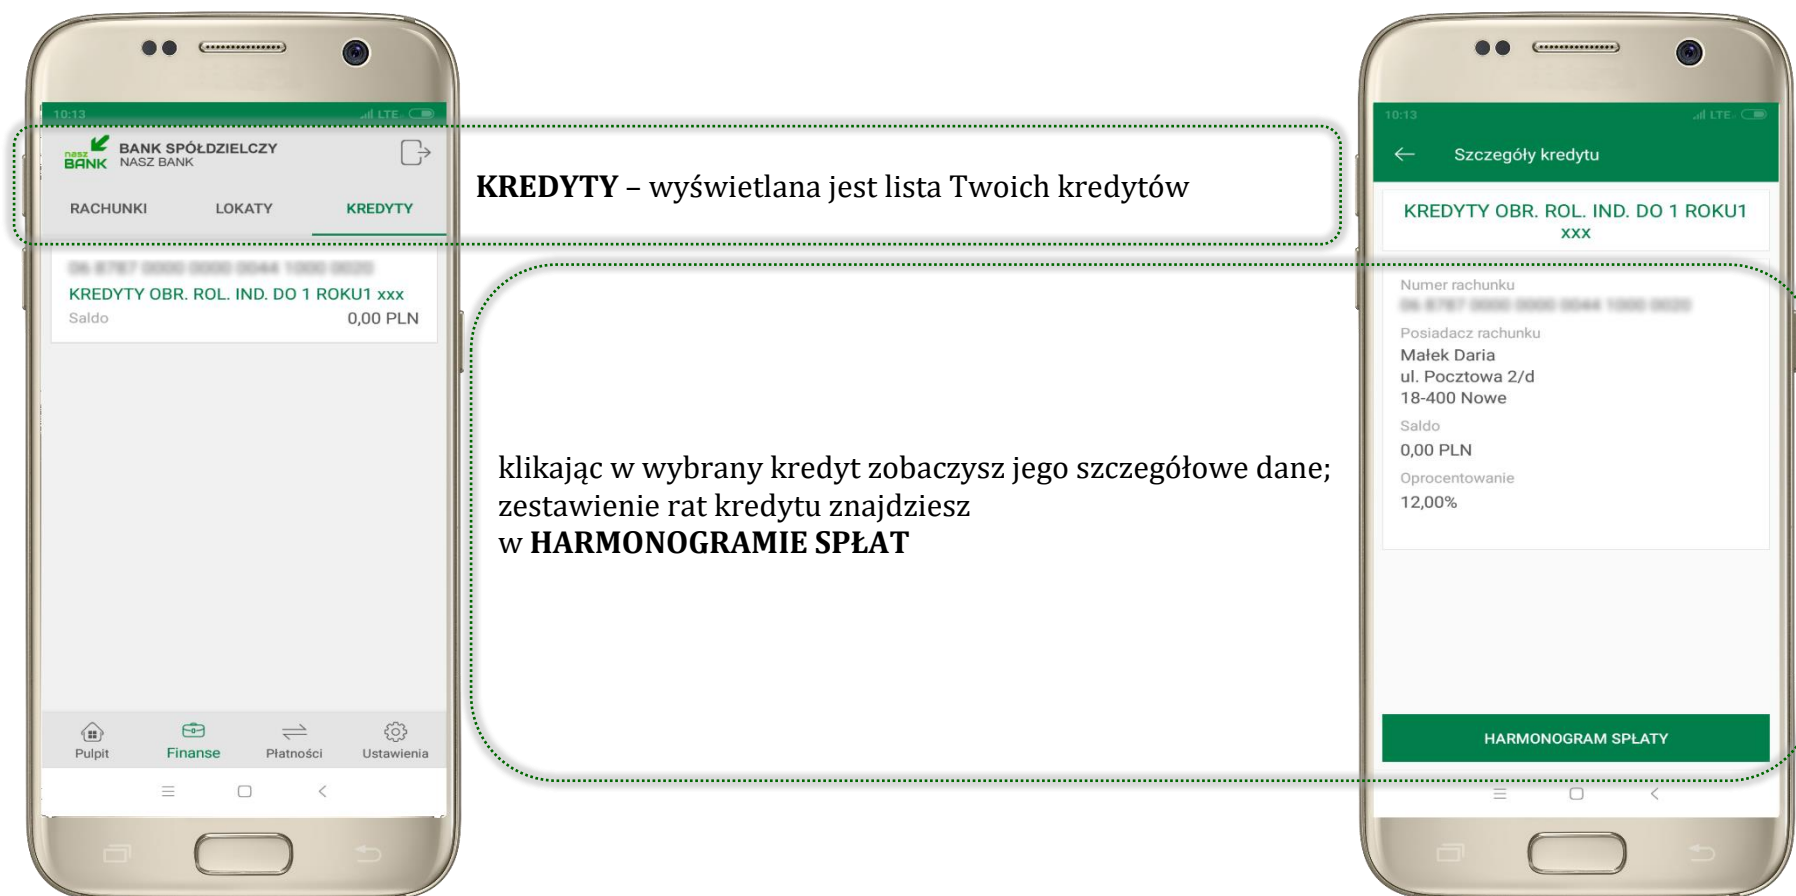 10:13
LTE
nasz
BANK
BANK SPÓŁDZIELCZY
NASZ BANK
RACHUNKI LOKATY KREDYTY
KREDYTY OBR. ROL. IND. DO 1 ROKU1 xxx
Saldo 0,00 PLN
Pulpit Finanse Płatności Ustawienia
KREDYTY – wyświetlana jest lista Twoich kredytów
klikając w wybrany kredyt zobaczysz jego szczegółowe dane;
zestawienie rat kredytu znajdziesz
w HARMONOGRAMIE SPŁAT
10:13
LTE
Szczegóły kredytu
KREDYTY OBR. ROL. IND. DO 1 ROKU1
xxx
Numer rachunku
Posiadacz rachunku
Małek Daria
ul. Pocztowa 2/d
18-400 Nowe
Saldo
0,00 PLN
Oprocentowanie
12,00%
HARMONOGRAM SPŁATY